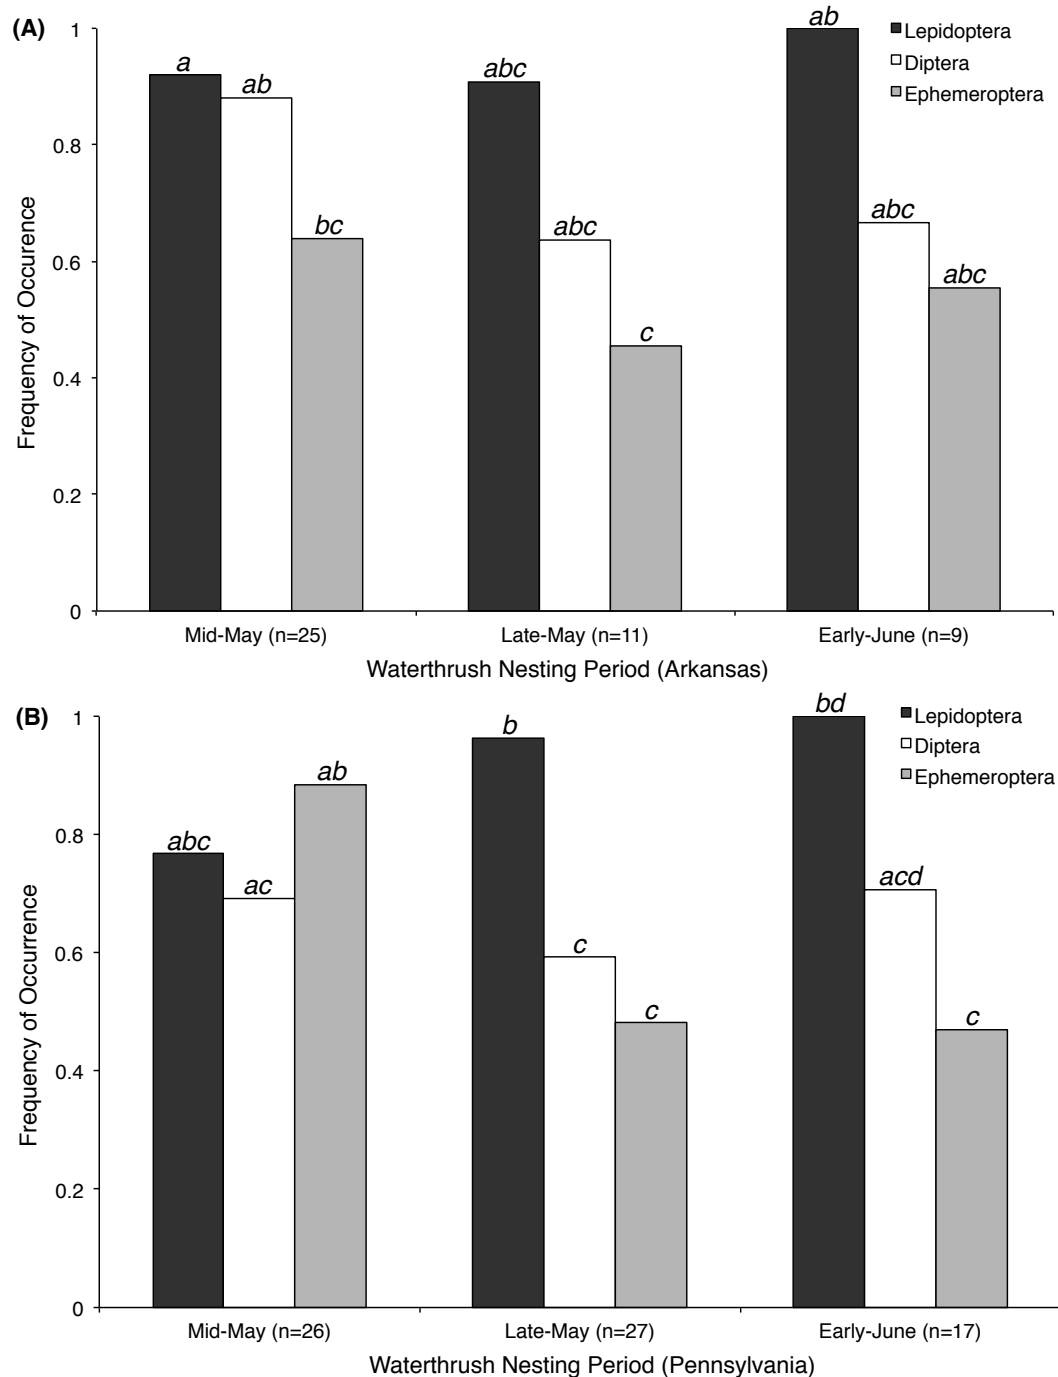 (A)
1
0.8
0.6
0.4
0.2
0
Frequency of Occurence
a
ab
bc
abc
abc
c
ab
abc
abc
Lepidoptera
Diptera
Ephemeroptera
Mid-May (n=25)
Late-May (n=11)
Early-June (n=9)
Waterthrush Nesting Period (Arkansas)
(B)
1
0.8
0.6
0.4
0.2
0
Frequency of Occurrence
abc
ac
ab
b
c
c
bd
acd
c
Lepidoptera
Diptera
Ephemeroptera
Mid-May (n=26)
Late-May (n=27)
Early-June (n=17)
Waterthrush Nesting Period (Pennsylvania)